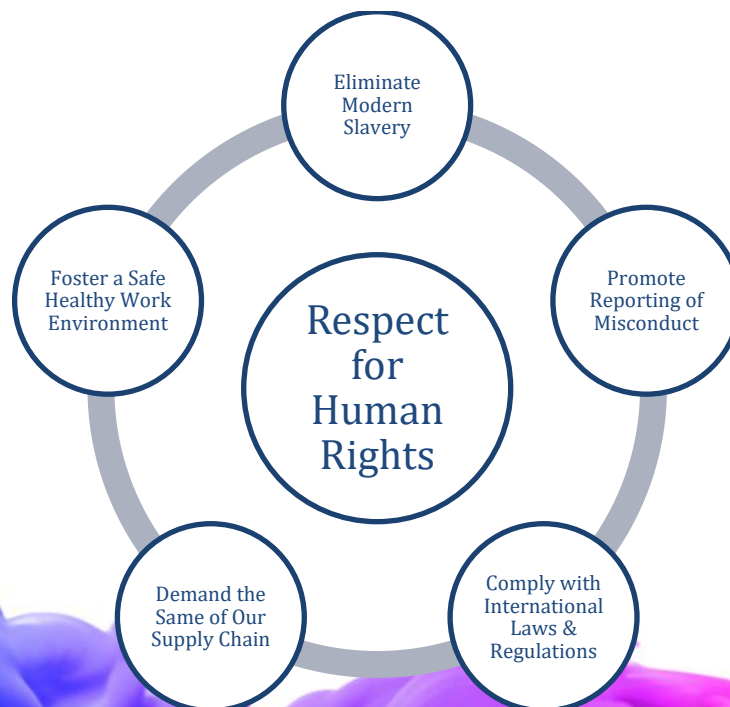 Eliminate
Modern
Slavery
Promote
Reporting of
Misconduct
Comply with
International
Laws &
Regulations
Demand the
Same of Our
Supply Chain
Foster a Safe
Healthy Work
Environment
Respect
for
Human
Rights